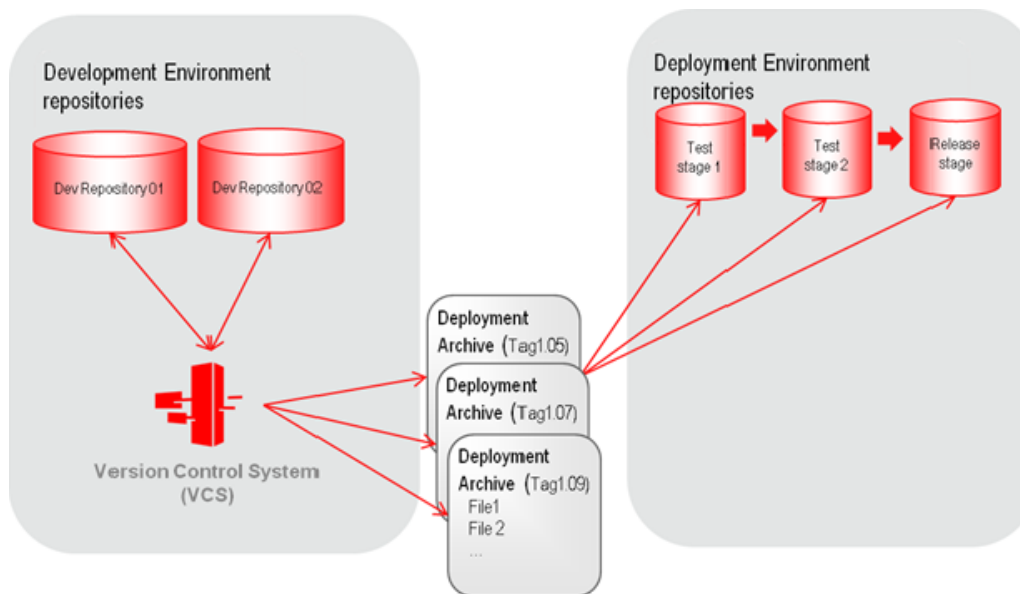 Development Environment
repositories
Dev Repository 01
Dev Repository 02
Version Control System
(VCS)
Deployment
Archive (Tag1.05)
Deployment
Archive (Tag1.07)
Deployment
Archive (Tag1.09)
File1
File 2
...
Deployment Environment
repositories
Test
stage 1
Test
stage 2
IRelease
stage